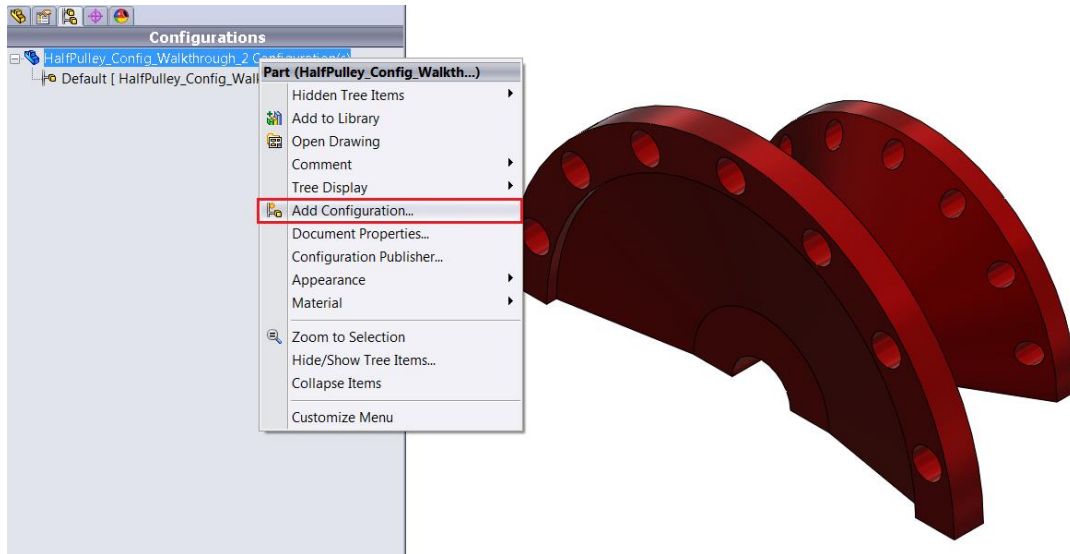 Configurations
HalfPulley_Config_Walkthrough_2 Configuration(s)
Default [ HalfPulley_Config_Wal
Part (HalfPulley_Config_Walkth...)
Hidden Tree Items
Add to Library
Open Drawing
Comment
Tree Display
Add Configuration...
Document Properties...
Configuration Publisher...
Appearance
Material
Zoom to Selection
Hide/Show Tree Items...
Collapse Items
Customize Menu